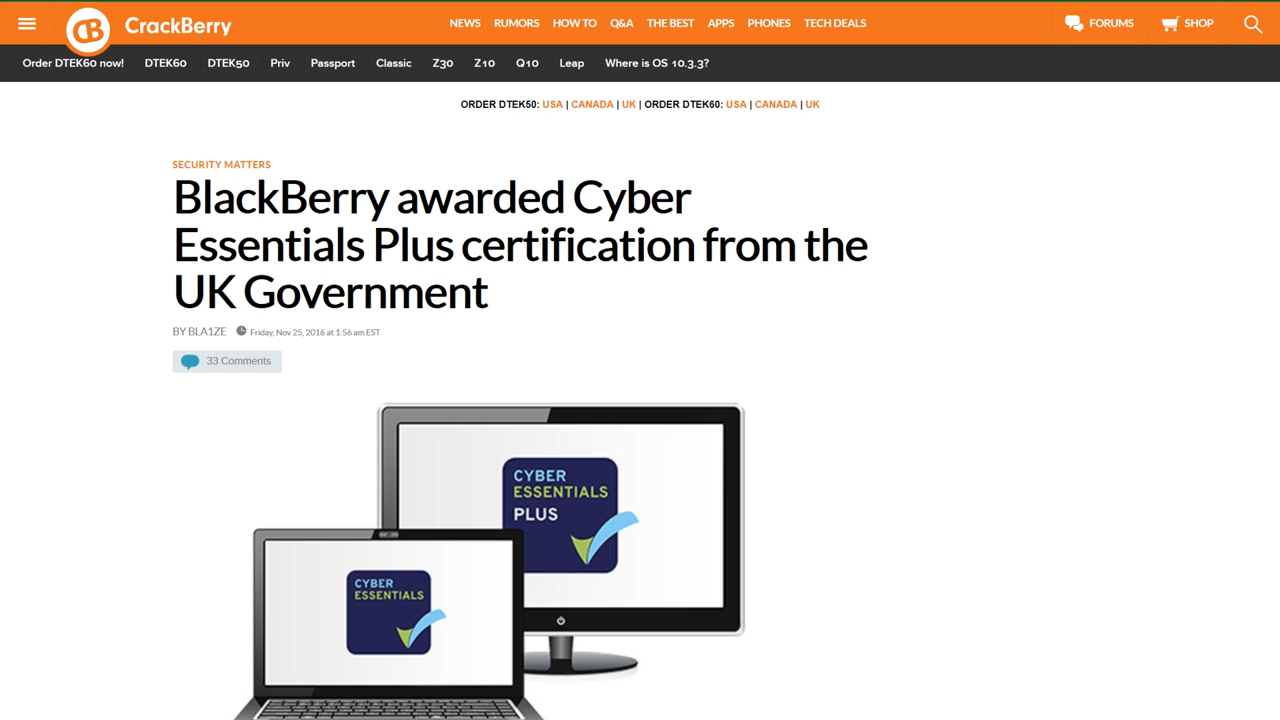 CrackBerry
NEWS RUMORS HOW TO Q&A THE BEST APPS PHONES TECH DEALS FORUMS SHOP
Order DTEK60 now! DTEK60 DTEK50 Priv Passport Classic Z30 Z10 Q10 Leap Where is OS 10.3.3?
ORDER DTEK50: USA | CANADA | UK | ORDER DTEK60: USA | CANADA | UK
SECURITY MATTERS
BlackBerry awarded Cyber
Essentials Plus certification from the
UK Government
BY BLA1ZE Friday, Nov 25, 2016 at 1:56 am EST
33 Comments
CYBER
ESSENTIALS
PLUS
CYBER
ESSENTIALS